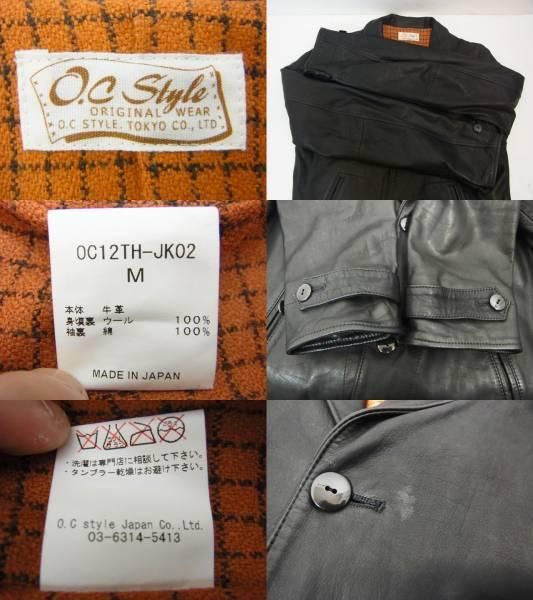 O.C Style
ORIGINAL WEAR
O.C STYLE. TOKYO CO., LTD
OC12TH-JK02
M
本体 牛革
身頃裏 ウール 100%
袖裏 綿 100%
MADE IN JAPAN
・洗濯は専門店に相談して下さい。
・タンブラー乾燥はお避け下さい。
O.C style Japan Co.,Ltd.
03-6314-5413